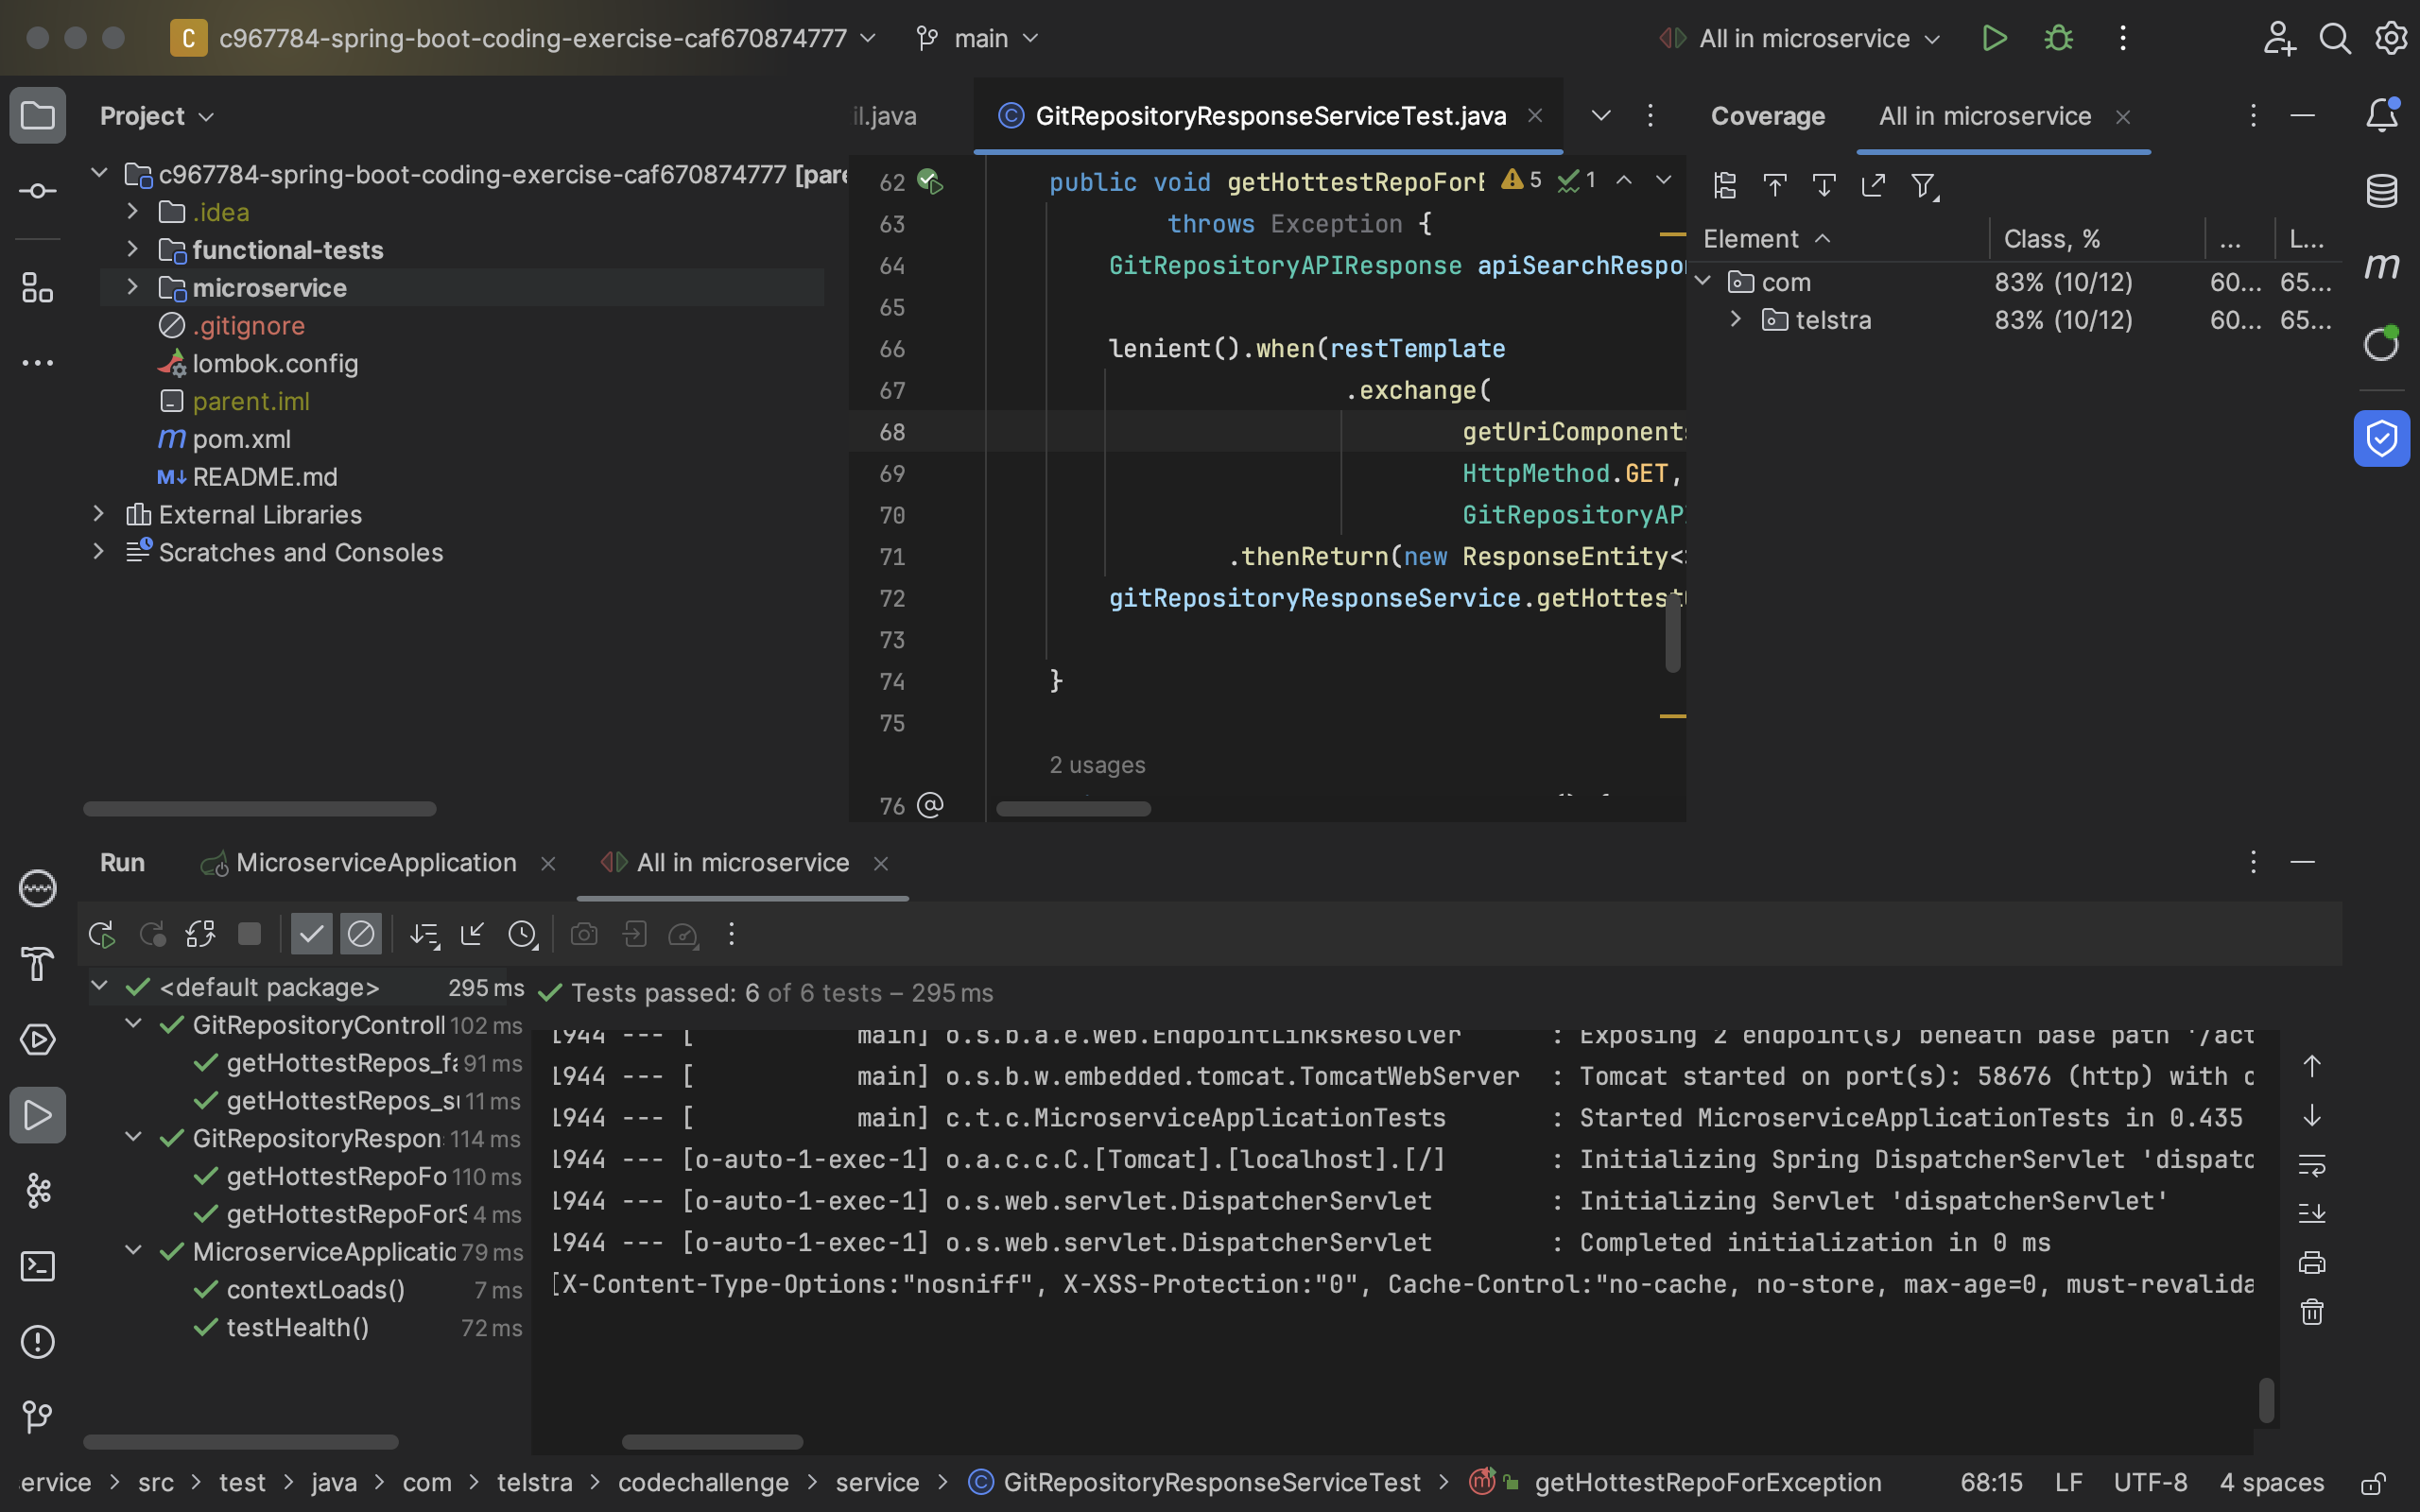 C c967784-spring-boot-coding-exercise-caf670874777 main All in microservice
Project
c967784-spring-boot-coding-exercise-caf670874777 [pare
.idea
functional-tests
microservice
.gitignore
lombok.config
parent.iml
m pom.xml
M↓ README.md
External Libraries
Scratches and Consoles
il.java GitRepositoryResponseServiceTest.java
5 1
62 public void getHottestRepoForE
63 throws Exception {
64 GitRepositoryAPIResponse apiSearchRespon
65
66 lenient().when(restTemplate
67 .exchange(
68 getUriComponents
69 HttpMethod.GET,
70 GitRepositoryAPI
71 .thenReturn(new ResponseEntity<>
72 gitRepositoryResponseService.getHottest
73
74 }
75
2 usages
76
Coverage All in microservice
Element Class, % ... L...
com 83% (10/12) 60... 65...
telstra 83% (10/12) 60... 65...
Run MicroserviceApplication All in microservice
<default package> 295 ms
GitRepositoryControll 102 ms
getHottestRepos_fa 91 ms
getHottestRepos_su 11 ms
GitRepositoryRespon 114 ms
getHottestRepoFo 110 ms
getHottestRepoForS 4 ms
MicroserviceApplicatio 79 ms
contextLoads() 7 ms
testHealth() 72 ms
Tests passed: 6 of 6 tests – 295 ms
1944 --- [ main] o.s.b.a.e.web.EndpointLinksResolver : Exposing 2 endpoint(s) beneath base path '/act
1944 --- [ main] o.s.b.w.embedded.tomcat.TomcatWebServer : Tomcat started on port(s): 58676 (http) with c
1944 --- [ main] c.t.c.MicroserviceApplicationTests : Started MicroserviceApplicationTests in 0.435
1944 --- [o-auto-1-exec-1] o.a.c.c.C.[Tomcat].[localhost].[/] : Initializing Spring DispatcherServlet 'dispatc
1944 --- [o-auto-1-exec-1] o.s.web.servlet.DispatcherServlet : Initializing Servlet 'dispatcherServlet'
1944 --- [o-auto-1-exec-1] o.s.web.servlet.DispatcherServlet : Completed initialization in 0 ms
[X-Content-Type-Options:"nosniff", X-XSS-Protection:"0", Cache-Control:"no-cache, no-store, max-age=0, must-revalida
ervice > src > test > java > com > telstra > codechallenge > service > GitRepositoryResponseServiceTest > getHottestRepoForException 68:15 LF UTF-8 4 spaces